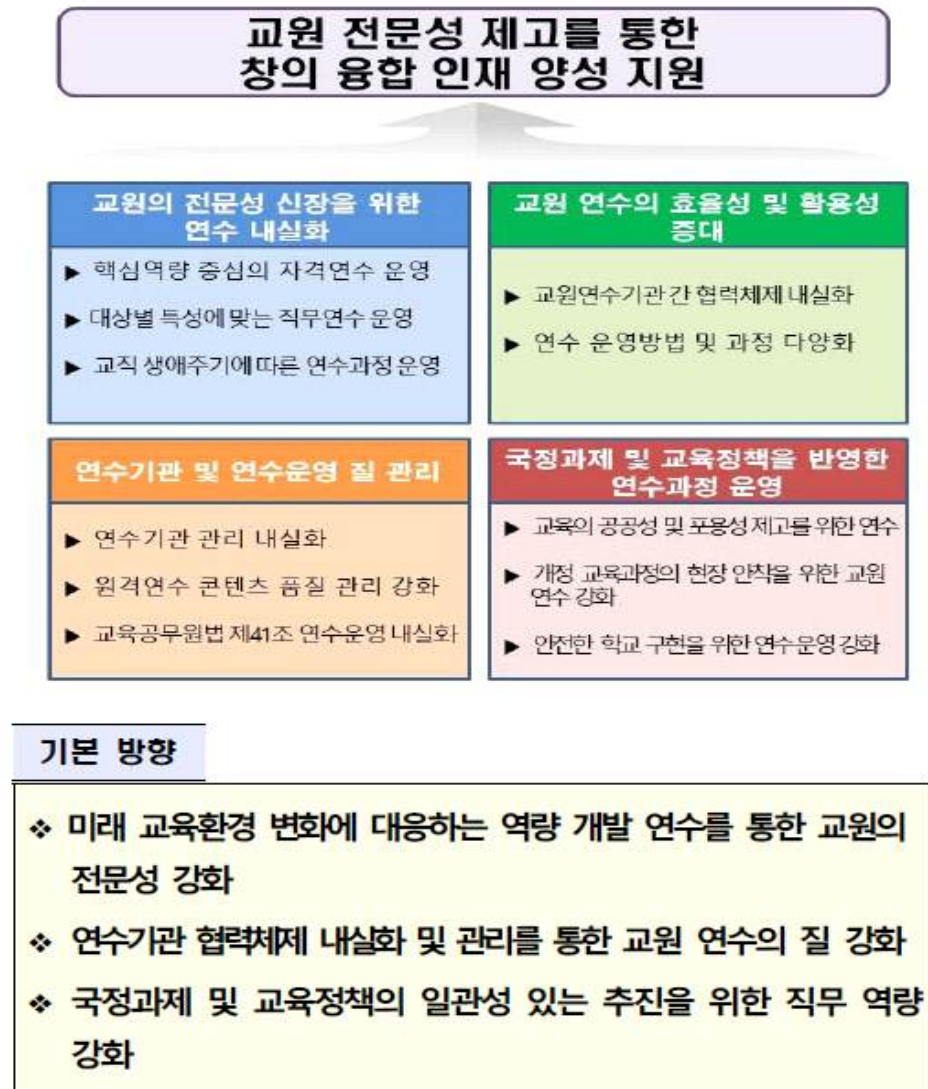 교원 전문성 제고를 통한
창의 융합 인재 양성 지원
교원의 전문성 신장을 위한
연수 내실화
▶ 핵심역량 중심의 자격연수 운영
▶ 대상별 특성에 맞는 직무연수 운영
▶ 교직 생애주기에 따른 연수과정 운영
교원 연수의 효율성 및 활용성
증대
▶ 교원연수기관 간 협력체제 내실화
▶ 연수 운영방법 및 과정 다양화
연수기관 및 연수운영 질 관리
▶ 연수기관 관리 내실화
▶ 원격연수 콘텐츠 품질 관리 강화
▶ 교육공무원법 제41조 연수운영 내실화
국정과제 및 교육정책을 반영한
연수과정 운영
▶ 교육의 공공성 및 포용성 제고를 위한 연수
▶ 개정 교육과정의 현장 안착을 위한 교원
연수 강화
▶ 안전한 학교 구현을 위한 연수운영 강화
기본 방향
❖ 미래 교육환경 변화에 대응하는 역량 개발 연수를 통한 교원의
전문성 강화
❖ 연수기관 협력체제 내실화 및 관리를 통한 교원 연수의 질 강화
❖ 국정과제 및 교육정책의 일관성 있는 추진을 위한 직무 역량
강화